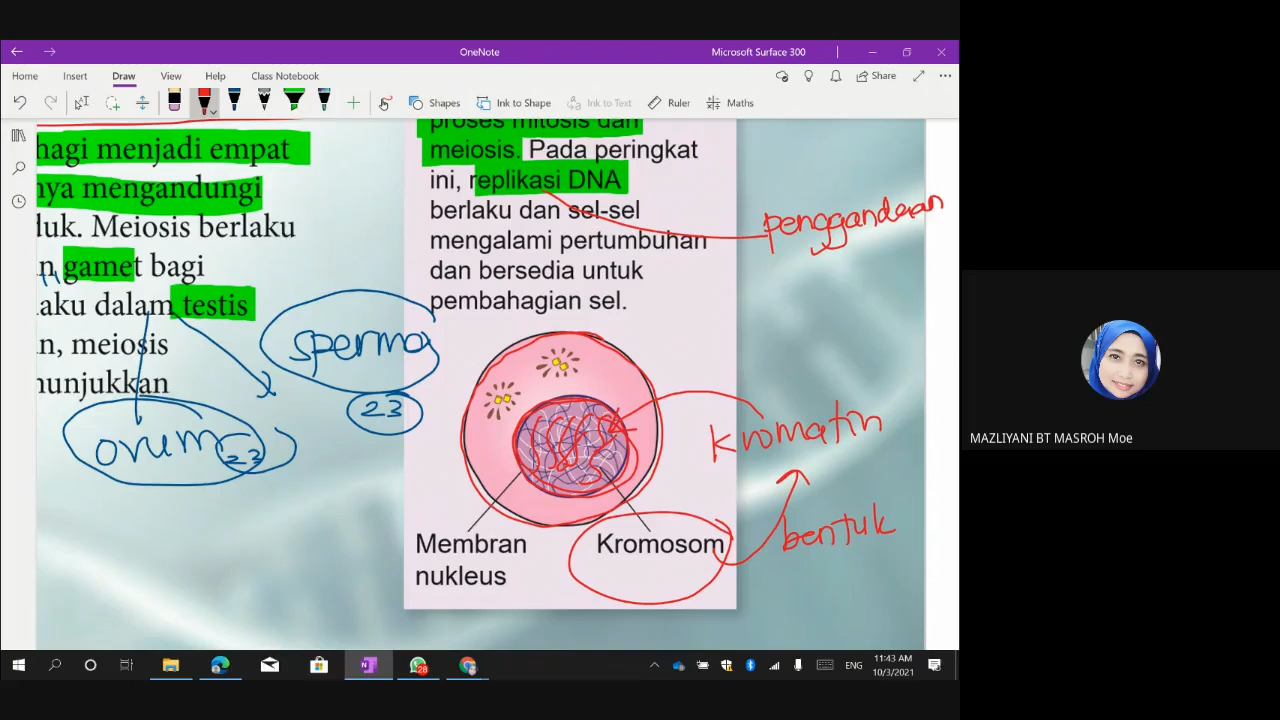 OneNote
Microsoft Surface 300
Home Insert Draw View Help Class Notebook
Share
Shapes Ink to Shape Ink to Text Ruler Maths
hagi menjadi empat
nya mengandungi
duk. Meiosis berlaku
n gamet bagi
laku dalam testis
n, meiosis
nunjukkan
sperma
23
ovum
23
proses mitosis dan
meiosis. Pada peringkat
ini, replikasi DNA
berlaku dan sel-sel
mengalami pertumbuhan
dan bersedia untuk
pembahagian sel.
penggandaan
kromatin
bentuk
Membran
nukleus
Kromosom
MAZLIYANI BT MASROH Moe
28
ENG
11:43 AM
10/3/2021